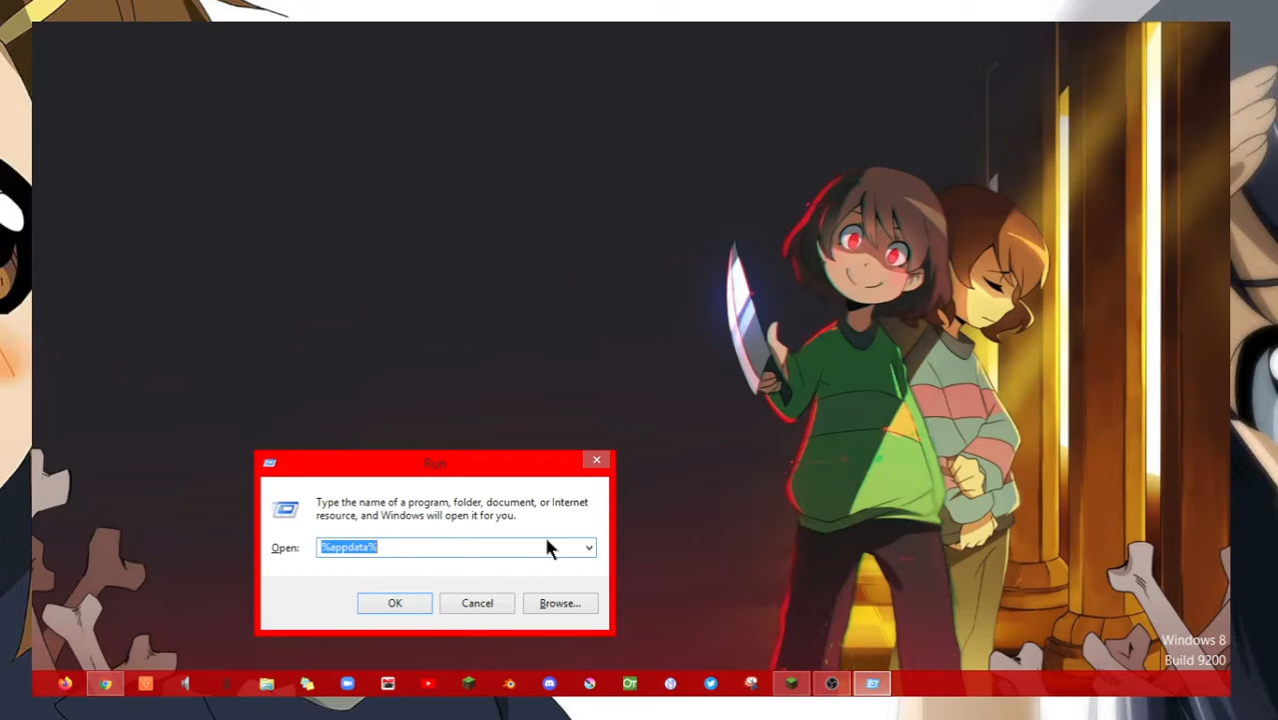 Run
Type the name of a program, folder, document, or Internet
resource, and Windows will open it for you.
Open: %appdata%
OK Cancel Browse...
Windows 8
Build 9200